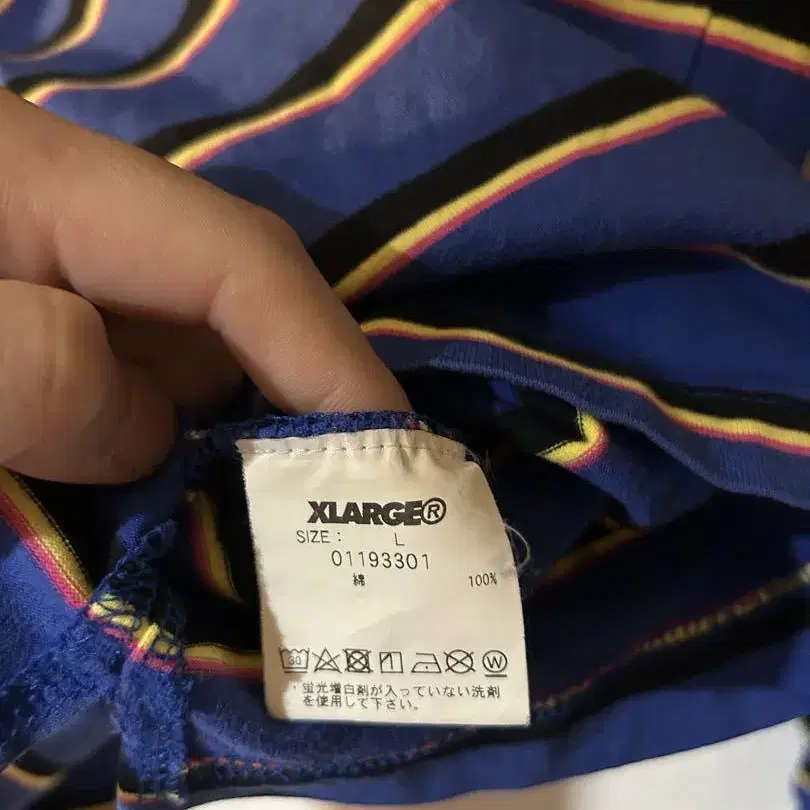 XLARGE®
SIZE: L
01193301
綿 100%
30 W
・蛍光増白剤が入っていない洗剤
を使用して下さい。